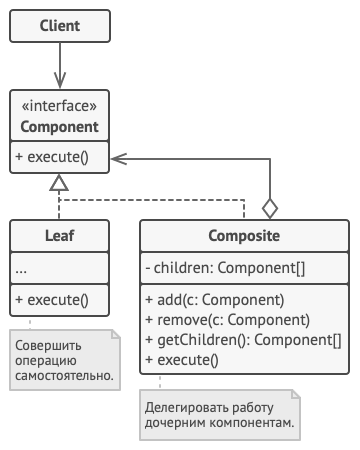 Client
«interface»
Component
+ execute()
Leaf
...
+ execute()
Совершить
операцию
самостоятельно.
Composite
- children: Component[]
+ add(c: Component)
+ remove(c: Component)
+ getChildren(): Component[]
+ execute()
Делегировать работу
дочерним компонентам.